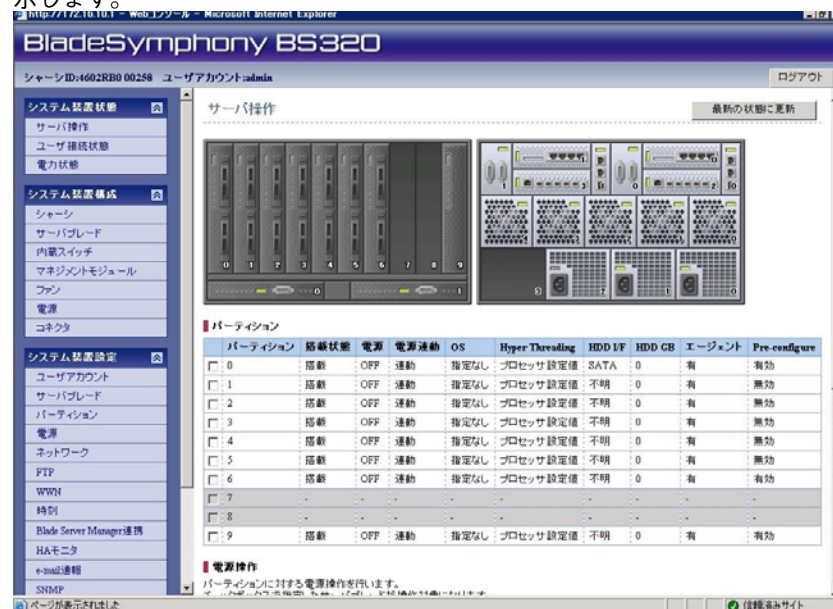 示します。
http://172.16.10.1 - Webコンソール - Microsoft Internet Explorer
BladeSymphony BS320
シャーシID:4602RB0 00258 ユーザアカウント:admin
ログアウト
システム装置状態
サーバ操作
ユーザ接続状態
電力状態
システム装置構成
シャーシ
サーバブレード
内蔵スイッチ
マネジメントモジュール
ファン
電源
コネクタ
システム装置設定
ユーザアカウント
サーバブレード
パーティション
電源
ネットワーク
FTP
WWN
時刻
Blade Server Manager連携
HAモニタ
e-mail通報
SNMP
サーバ操作
最新の状態に更新
0 1 2 3 4 5 6 7 8 9
0 1
1 0
3 2 1 0
パーティション
パーティション 搭載状態 電源 電源連動 OS Hyper Threading HDD I/F HDD GB エージェント Pre-configure
0 搭載 OFF 連動 指定なし プロセッサ設定値 SATA 0 有 有効
1 搭載 OFF 連動 指定なし プロセッサ設定値 不明 0 有 無効
2 搭載 OFF 連動 指定なし プロセッサ設定値 不明 0 有 無効
3 搭載 OFF 連動 指定なし プロセッサ設定値 不明 0 有 無効
4 搭載 OFF 連動 指定なし プロセッサ設定値 不明 0 有 無効
5 搭載 OFF 連動 指定なし プロセッサ設定値 不明 0 有 無効
6 搭載 OFF 連動 指定なし プロセッサ設定値 不明 0 有 無効
7 - - - - - - - - -
8 - - - - - - - - -
9 搭載 OFF 連動 指定なし プロセッサ設定値 不明 0 有 有効
電源操作
パーティションに対する電源操作を行います。
ページが表示されました
信頼済みサイト